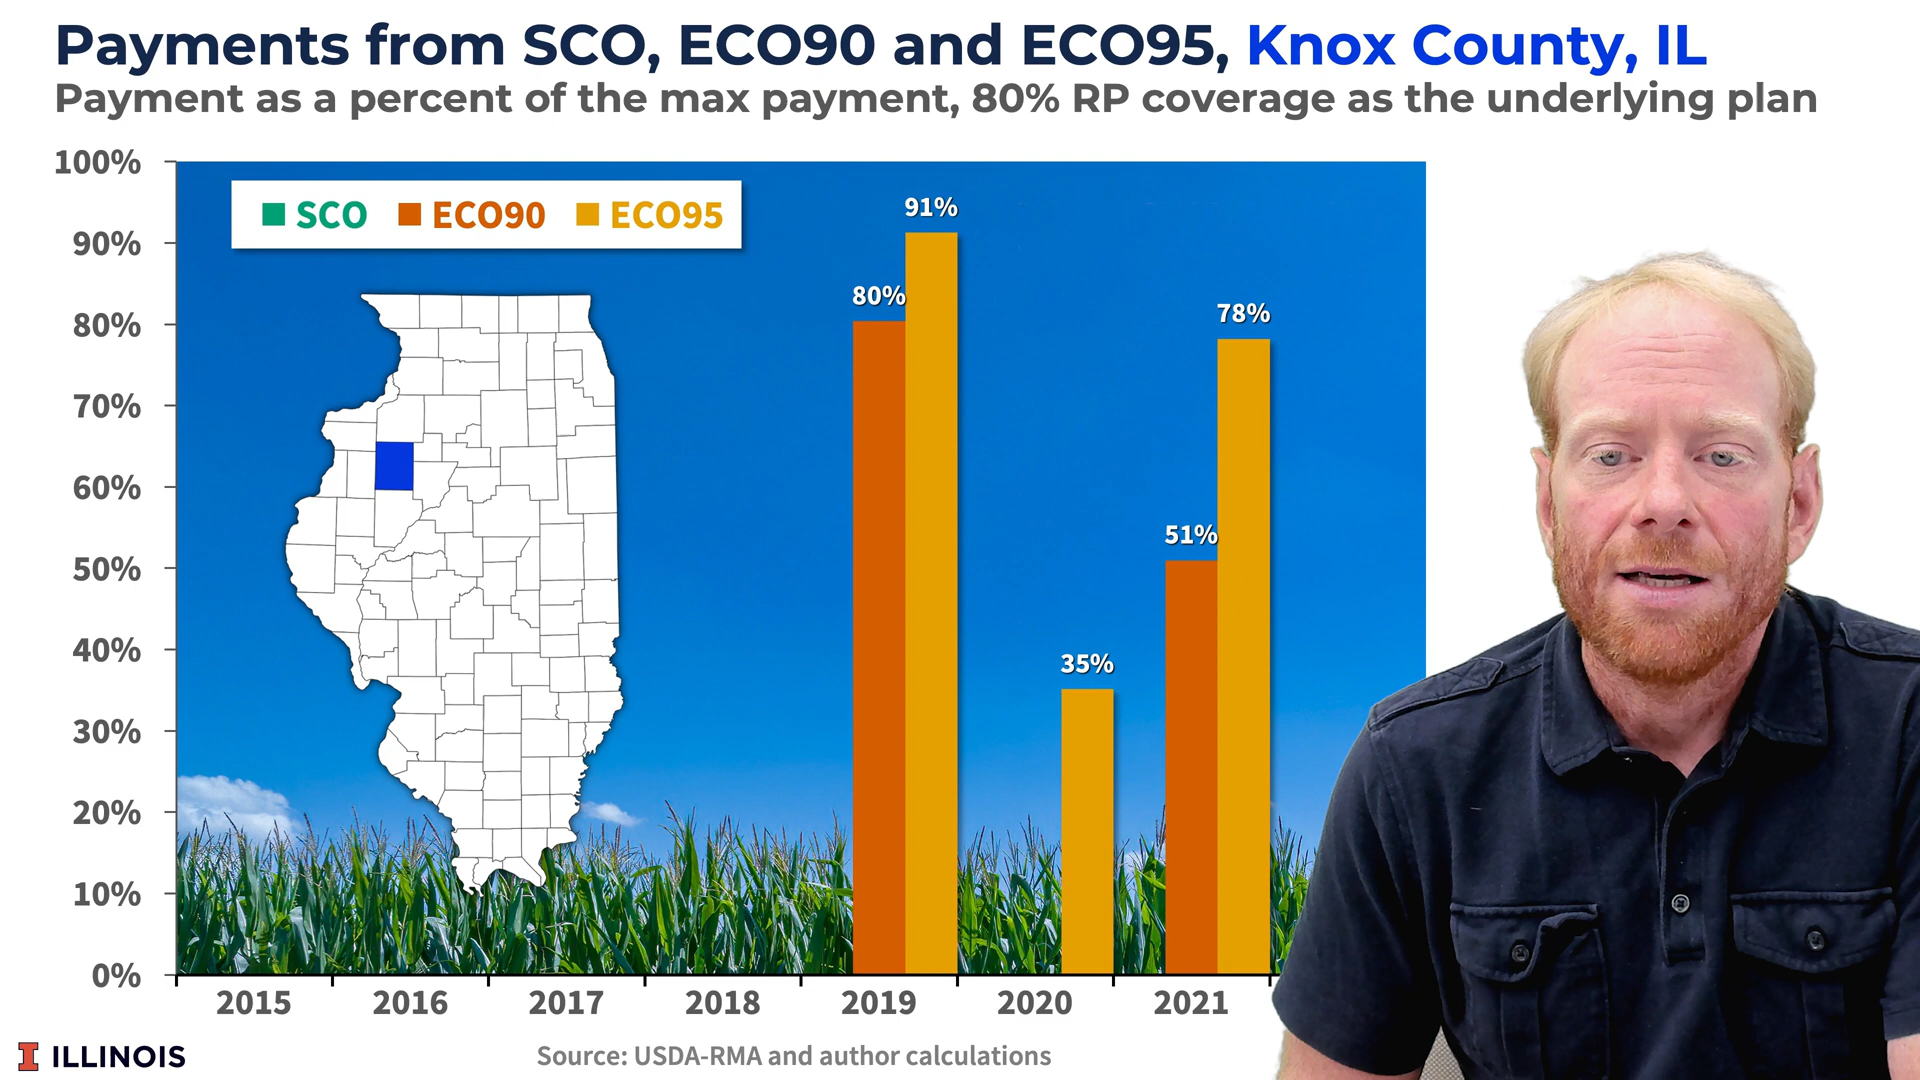 Payments from SCO, ECO90 and ECO95, Knox County, IL
Payment as a percent of the max payment, 80% RP coverage as the underlying plan
100%
90%
80%
70%
60%
50%
40%
30%
20%
10%
0%
SCO ECO90 ECO95
91%
80%
78%
51%
35%
2015 2016 2017 2018 2019 2020 2021
I ILLINOIS
Source: USDA-RMA and author calculations